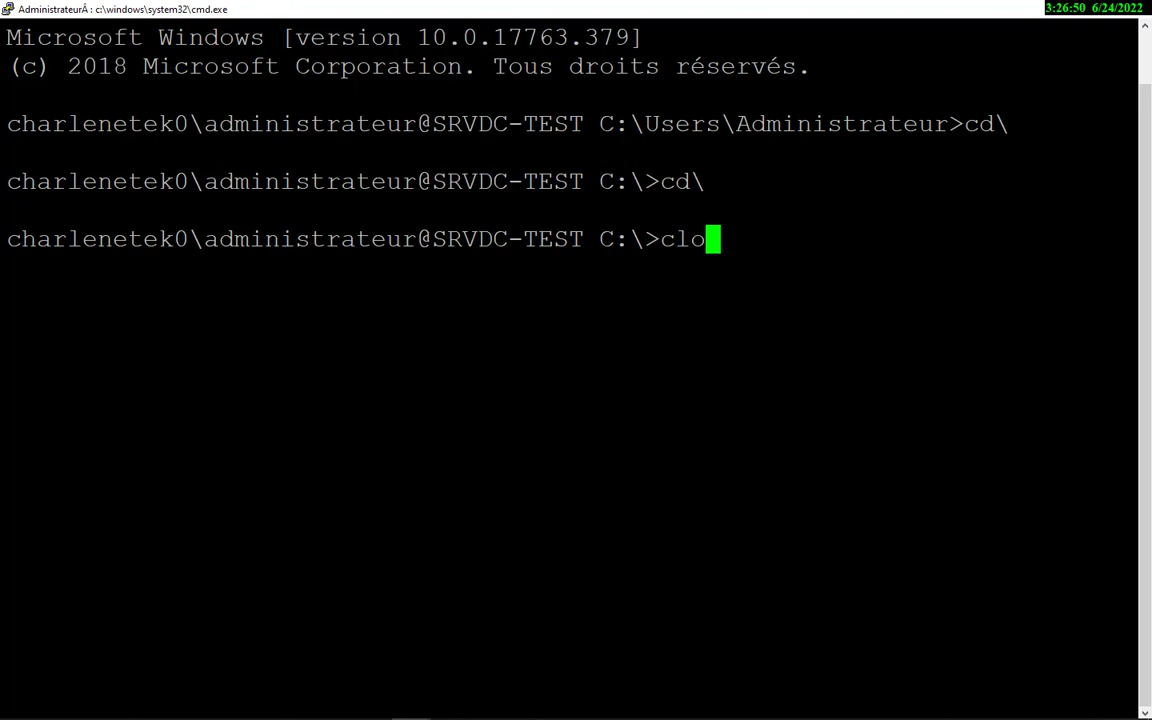 AdministrateurÂ : c:\windows\system32\cmd.exe
3:26:50 6/24/2022
Microsoft Windows [version 10.0.17763.379]
(c) 2018 Microsoft Corporation. Tous droits réservés.
charlenetek0\administrateur@SRVDC-TEST C:\Users\Administrateur>cd\
charlenetek0\administrateur@SRVDC-TEST C:\>cd\
charlenetek0\administrateur@SRVDC-TEST C:\>clo